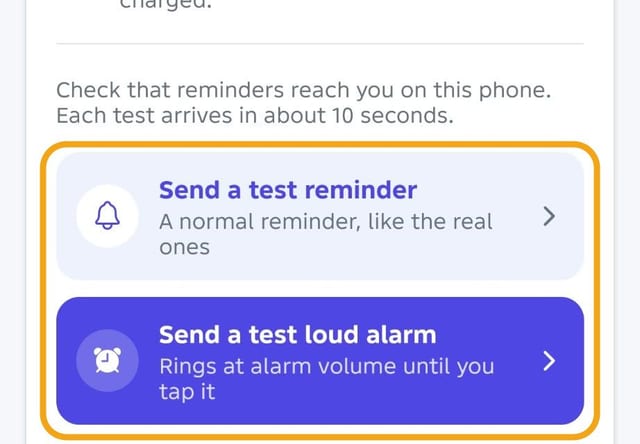 charged.
Check that reminders reach you on this phone.
Each test arrives in about 10 seconds.
Send a test reminder
A normal reminder, like the real
ones
Send a test loud alarm
Rings at alarm volume until you
tap it